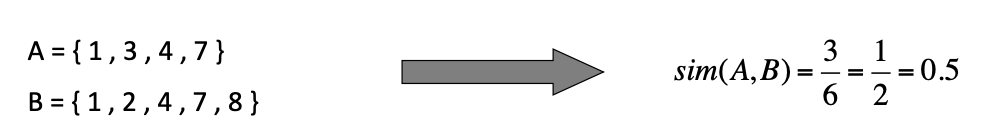 A = { 1 , 3 , 4 , 7 }
B = { 1 , 2 , 4 , 7 , 8 }
sim(A,B) = 3/6 = 1/2 = 0.5